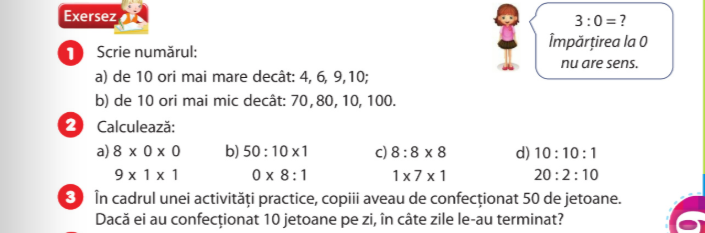 Exersez
3 : 0 = ?
Împărțirea la 0
nu are sens.
1 Scrie numărul:
a) de 10 ori mai mare decât: 4, 6, 9,10;
b) de 10 ori mai mic decât: 70, 80, 10, 100.
2 Calculează:
a) 8 x 0 x 0 b) 50 : 10 x1 c) 8 : 8 x 8 d) 10 : 10 : 1
9 x 1 x 1 0 x 8 : 1 1 x 7 x 1 20 : 2 : 10
3 În cadrul unei activități practice, copiii aveau de confecționat 50 de jetoane.
Dacă ei au confecționat 10 jetoane pe zi, în câte zile le-au terminat?